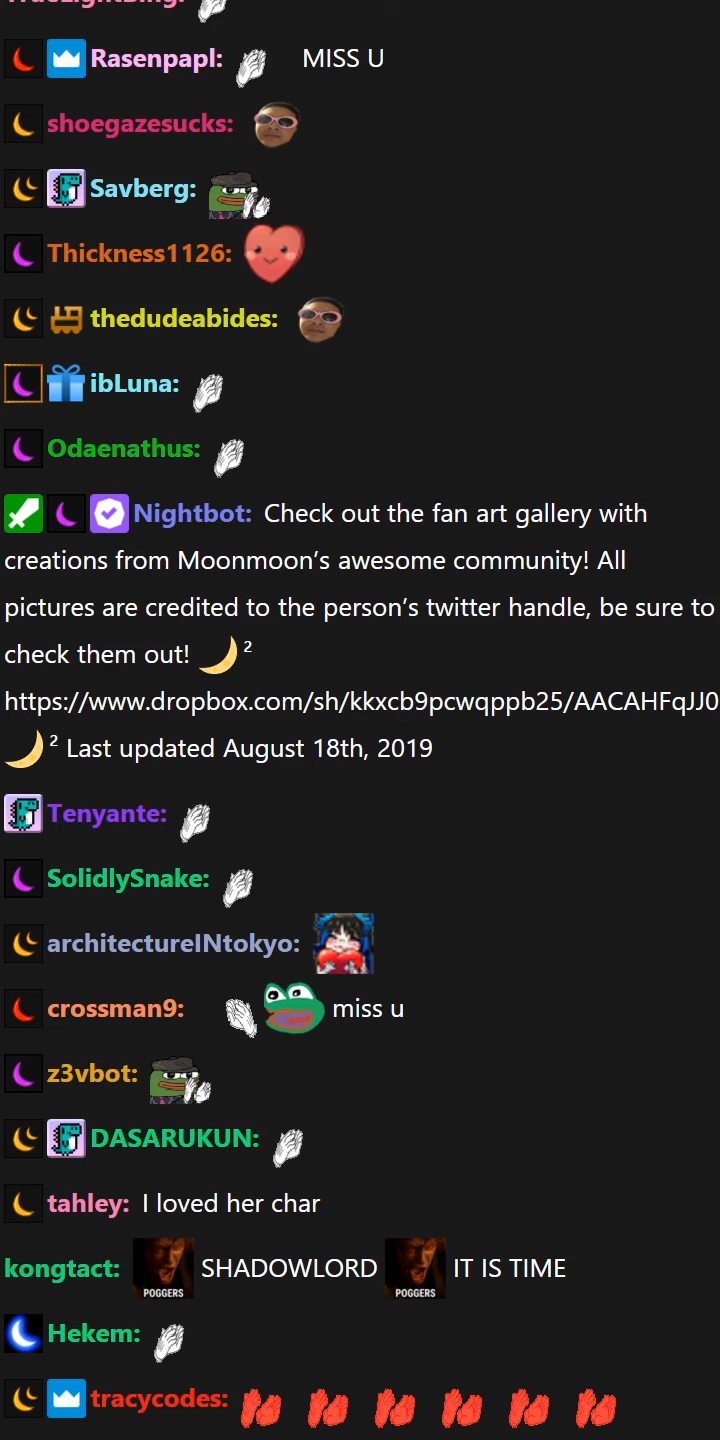 Rasenpapl: MISS U
shoegazesucks:
Savberg:
Thickness1126:
thedudeabides:
ibLuna:
Odaenathus:
Nightbot: Check out the fan art gallery with
creations from Moonmoon’s awesome community! All
pictures are credited to the person’s twitter handle, be sure to
check them out! ²
https://www.dropbox.com/sh/kkxcb9pcwqppb25/AACAHFqJJ0
² Last updated August 18th, 2019
Tenyante:
SolidlySnake:
architectureINtokyo:
crossman9: miss u
z3vbot:
DASARUKUN:
tahley: I loved her char
kongtact: POGGERS SHADOWLORD POGGERS IT IS TIME
Hekem:
tracycodes: